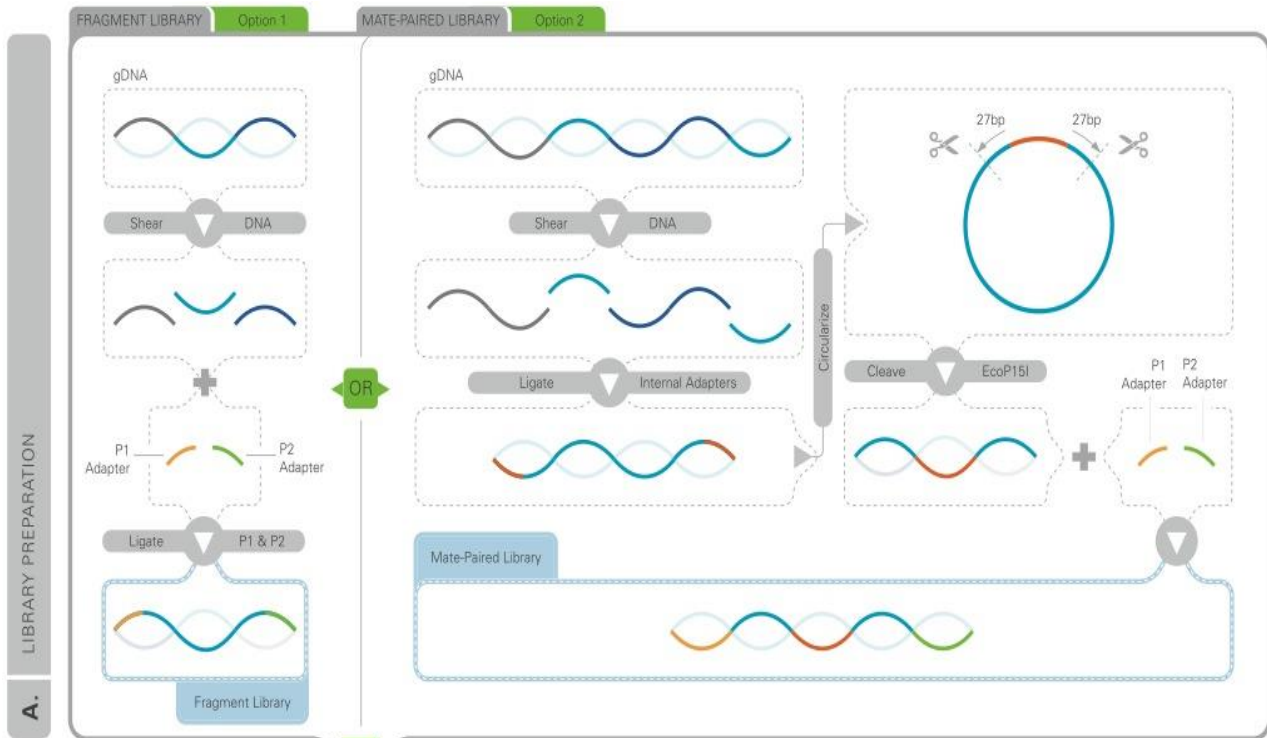 FRAGMENT LIBRARY Option 1
MATE-PAIRED LIBRARY Option 2
A. LIBRARY PREPARATION
gDNA
Shear DNA
P1
Adapter
P2
Adapter
Ligate P1 & P2
Fragment Library
OR
gDNA
Shear DNA
Ligate Internal Adapters
Circularize
27bp 27bp
Cleave EcoP15I
P1
Adapter
P2
Adapter
Mate-Paired Library